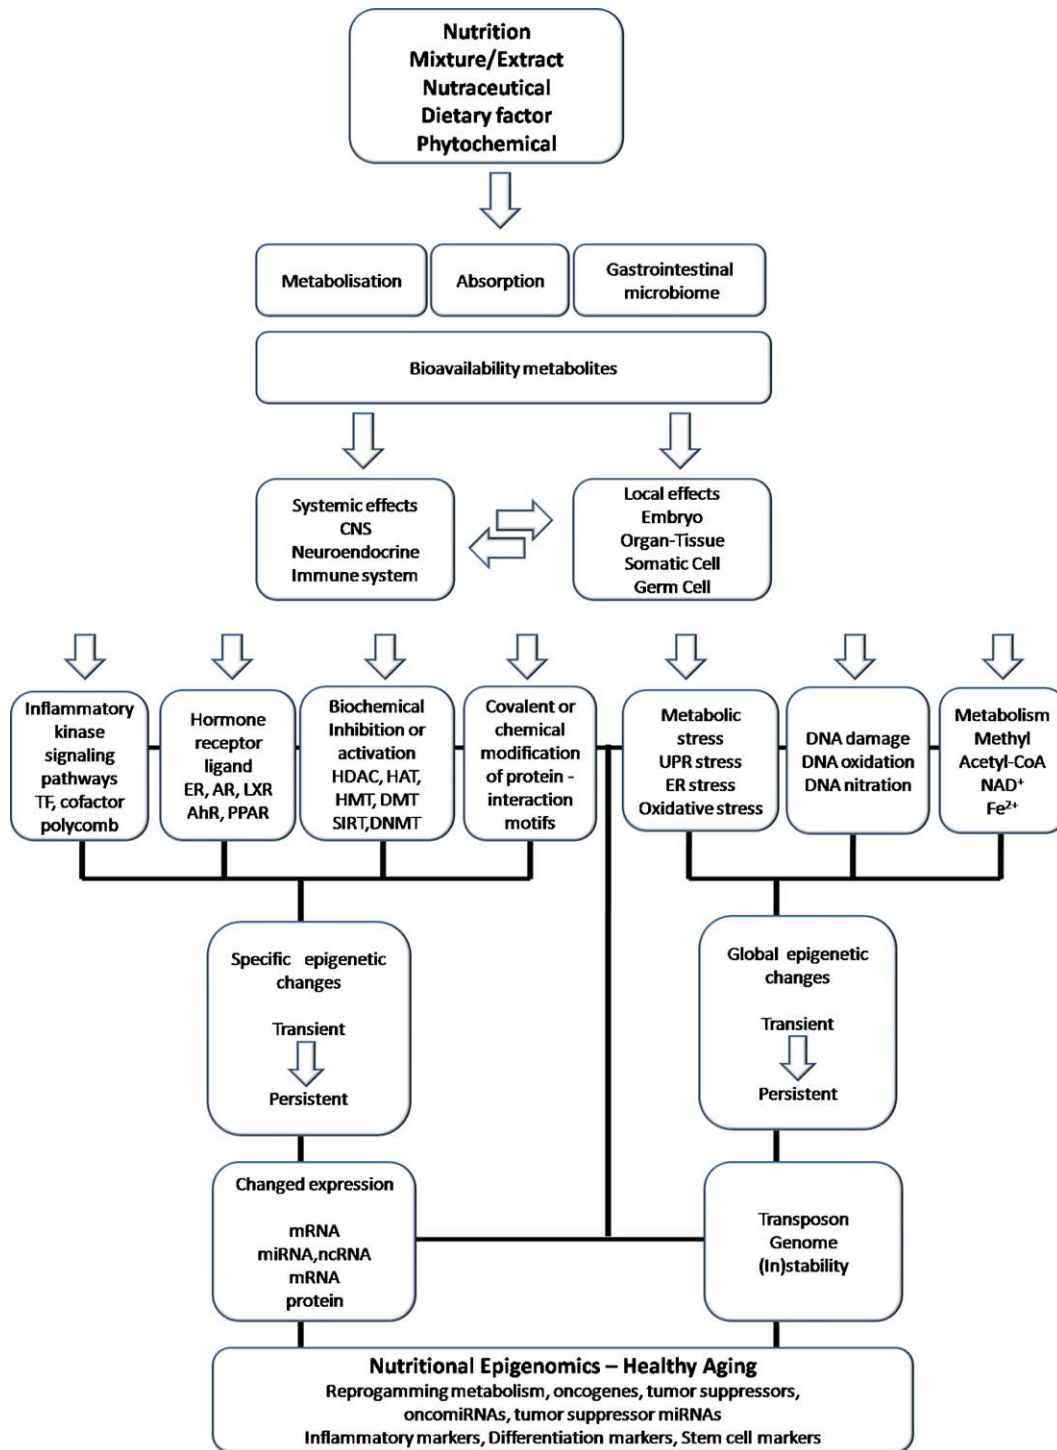 Nutrition
Mixture/Extract
Nutraceutical
Dietary factor
Phytochemical
Metabolisation
Absorption
Gastrointestinal
microbiome
Bioavailability metabolites
Systemic effects
CNS
Neuroendocrine
Immune system
Local effects
Embryo
Organ-Tissue
Somatic Cell
Germ Cell
Inflammatory
kinase
signaling
pathways
TF, cofactor
polycomb
Hormone
receptor
ligand
ER, AR, LXR
AhR, PPAR
Biochemical
Inhibition or
activation
HDAC, HAT,
HMT, DMT
SIRT,DNMT
Covalent or
chemical
modification
of protein -
interaction
motifs
Metabolic
stress
UPR stress
ER stress
Oxidative stress
DNA damage
DNA oxidation
DNA nitration
Metabolism
Methyl
Acetyl-CoA
NAD⁺
Fe²⁺
Specific epigenetic
changes
Transient
Persistent
Global epigenetic
changes
Transient
Persistent
Changed expression
mRNA
miRNA,ncRNA
mRNA
protein
Transposon
Genome
(In)stability
Nutritional Epigenomics – Healthy Aging
Reprogamming metabolism, oncogenes, tumor suppressors,
oncomiRNAs, tumor suppressor miRNAs
Inflammatory markers, Differentiation markers, Stem cell markers